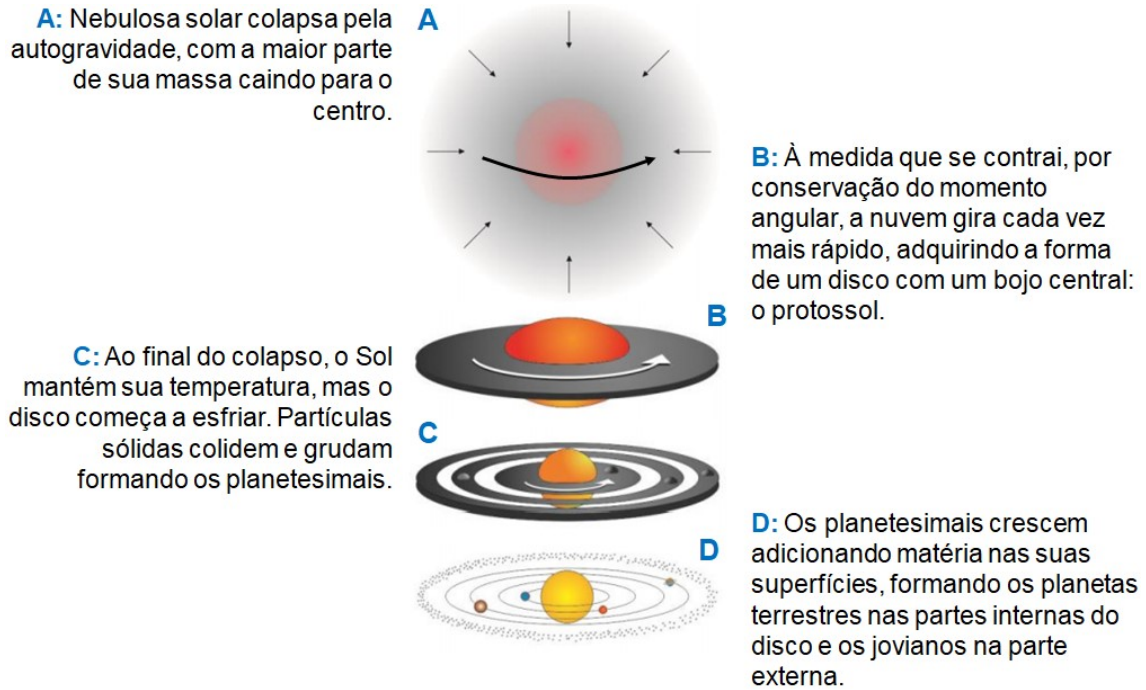 A: Nebulosa solar colapsa pela
autogravidade, com a maior parte
de sua massa caindo para o
centro.
A
B: À medida que se contrai, por
conservação do momento
angular, a nuvem gira cada vez
mais rápido, adquirindo a forma
de um disco com um bojo central:
o protossol.
B
C: Ao final do colapso, o Sol
mantém sua temperatura, mas o
disco começa a esfriar. Partículas
sólidas colidem e grudam
formando os planetesimais.
C
D: Os planetesimais crescem
adicionando matéria nas suas
superfícies, formando os planetas
terrestres nas partes internas do
disco e os jovianos na parte
externa.
D